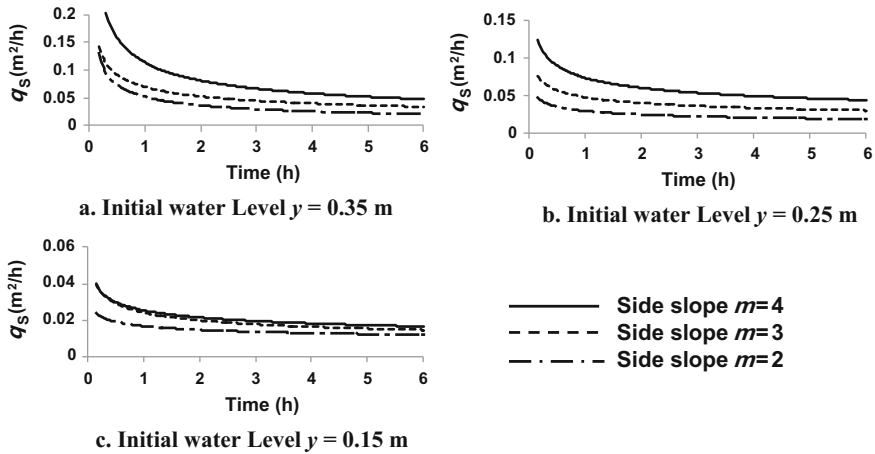 0.2
0.15
0.1
0.05
0
qs(m²/h)
0 1 2 3 4 5 6
Time (h)
a. Initial water Level y = 0.35 m
0.15
0.1
0.05
0
qs(m²/h)
0 1 2 3 4 5 6
Time (h)
b. Initial water Level y = 0.25 m
0.06
0.04
0.02
0
qs(m²/h)
0 1 2 3 4 5 6
Time (h)
c. Initial water Level y = 0.15 m
Side slope m=4
Side slope m=3
Side slope m=2